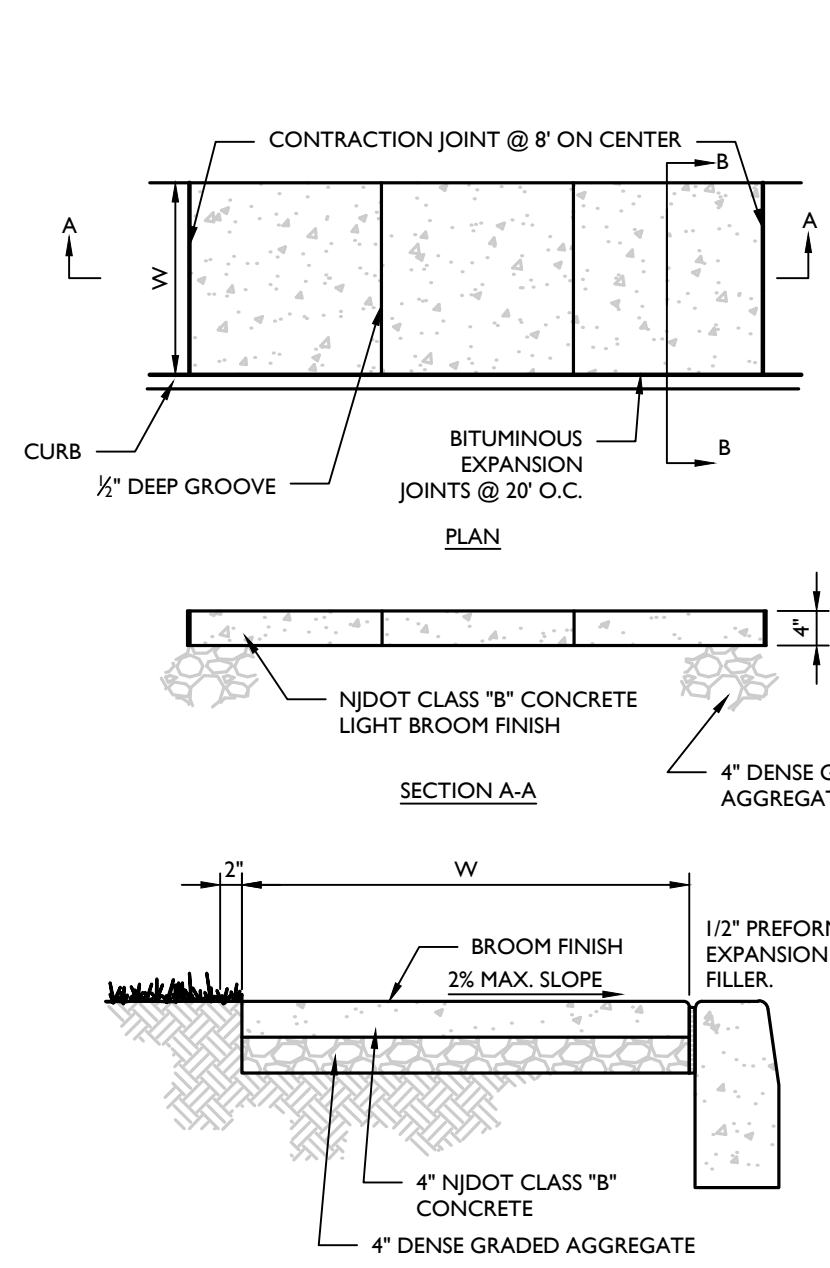 CONTRACTION JOINT @ 8' ON CENTER
B
A
A
W
CURB
BITUMINOUS
EXPANSION
JOINTS @ 20' O.C.
B
½" DEEP GROOVE
PLAN
4"
NJDOT CLASS "B" CONCRETE
LIGHT BROOM FINISH
4" DENSE
SECTION A-A
2"
W
1/2"
EXPANSION
FILLER.
BROOM FINISH
2% MAX. SLOPE
4" NJDOT CLASS "B"
CONCRETE
4" DENSE GRADED AGGREGATE